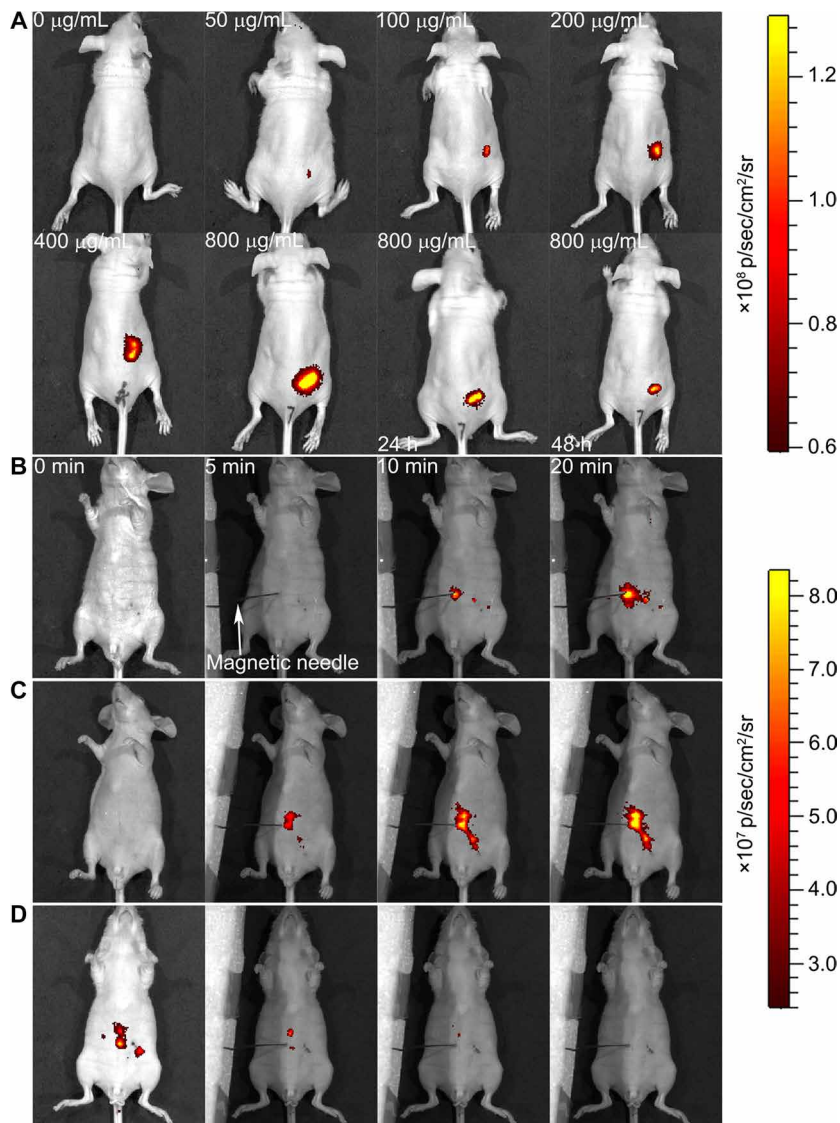 A
0 μg/mL
50 μg/mL
100 μg/mL
200 μg/mL
400 μg/mL
800 μg/mL
800 μg/mL
800 μg/mL
7
7
7
24 h
48 h
1.2
1.0
0.8
0.6
×10⁸ p/sec/cm²/sr
B
0 min
5 min
10 min
20 min
Magnetic needle
C
D
8.0
7.0
6.0
5.0
4.0
3.0
×10⁷ p/sec/cm²/sr